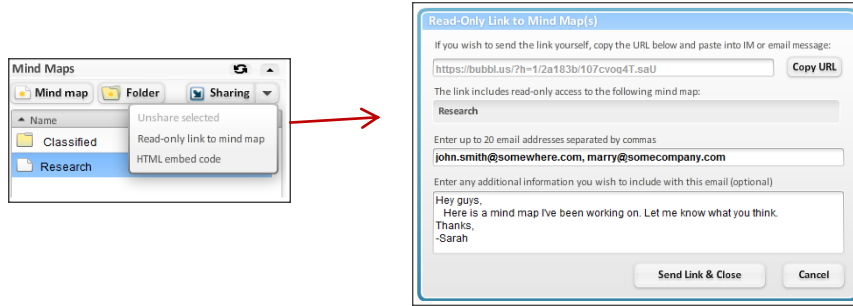 Mind Maps
Mind map Folder Sharing
Name
Unshare selected
Classified
Read-only link to mind map
HTML embed code
Research
Read-Only Link to Mind Map(s)
If you wish to send the link yourself, copy the URL below and paste into IM or email message:
https://bubbl.us/?h=1/2a183b/107cvoq4T.saU
Copy URL
The link includes read-only access to the following mind map:
Research
Enter up to 20 email addresses separated by commas
john.smith@somewhere.com, marry@somecompany.com
Enter any additional information you wish to include with this email (optional)
Hey guys,
Here is a mind map I've been working on. Let me know what you think.
Thanks,
-Sarah
Send Link & Close Cancel